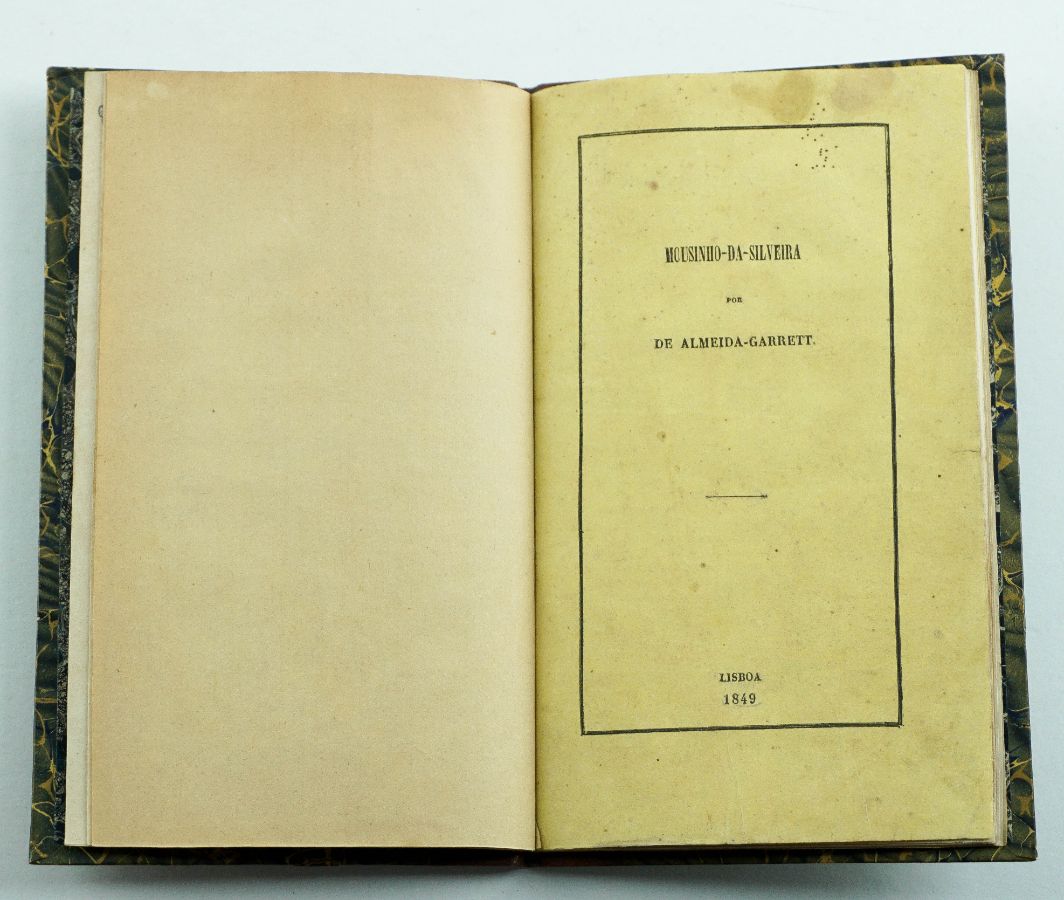 MOUSINHO-DA-SILVEIRA
POR
DE ALMEIDA-GARRETT.
LISBOA
1849